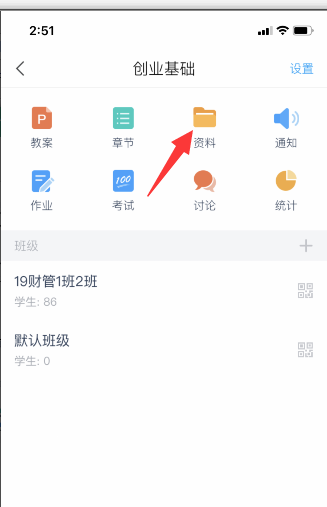 2:51
创业基础
设置
教案
章节
资料
通知
作业
考试
讨论
统计
班级
19财管1班2班
学生: 86
默认班级
学生: 0